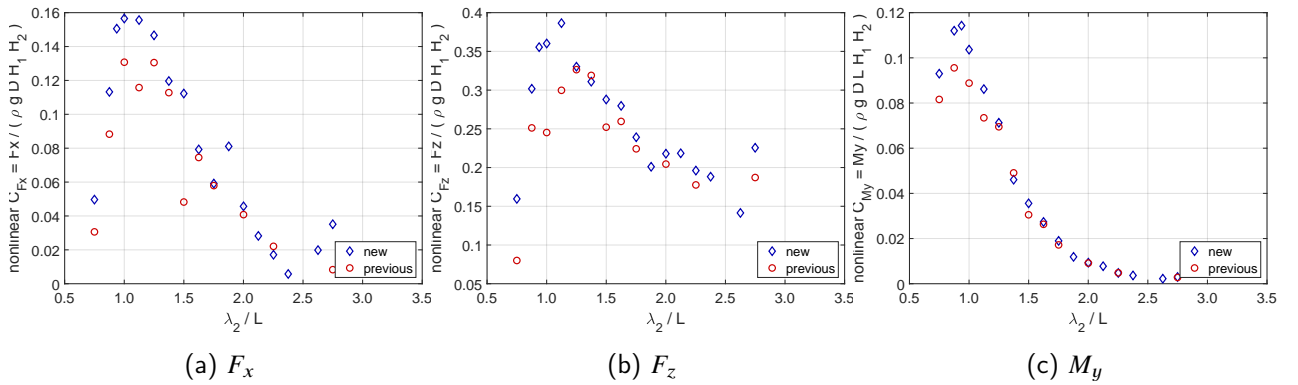 nonlinear C_Fx = Fx / ( ρ g D H_1 H_2)
0.16
0.14
0.12
0.1
0.08
0.06
0.04
0.02
0
new
previous
0.5 1.0 1.5 2.0 2.5 3.0 3.5
λ_2 / L
(a) F_x
nonlinear C_Fz = Fz / ( ρ g D H_1 H_2)
0.4
0.35
0.3
0.25
0.2
0.15
0.1
0.05
new
previous
0.5 1.0 1.5 2.0 2.5 3.0 3.5
λ_2 / L
(b) F_z
nonlinear C_My = My / ( ρ g D L H_1 H_2)
0.12
0.1
0.08
0.06
0.04
0.02
0
new
previous
0.5 1.0 1.5 2.0 2.5 3.0 3.5
λ_2 / L
(c) M_y